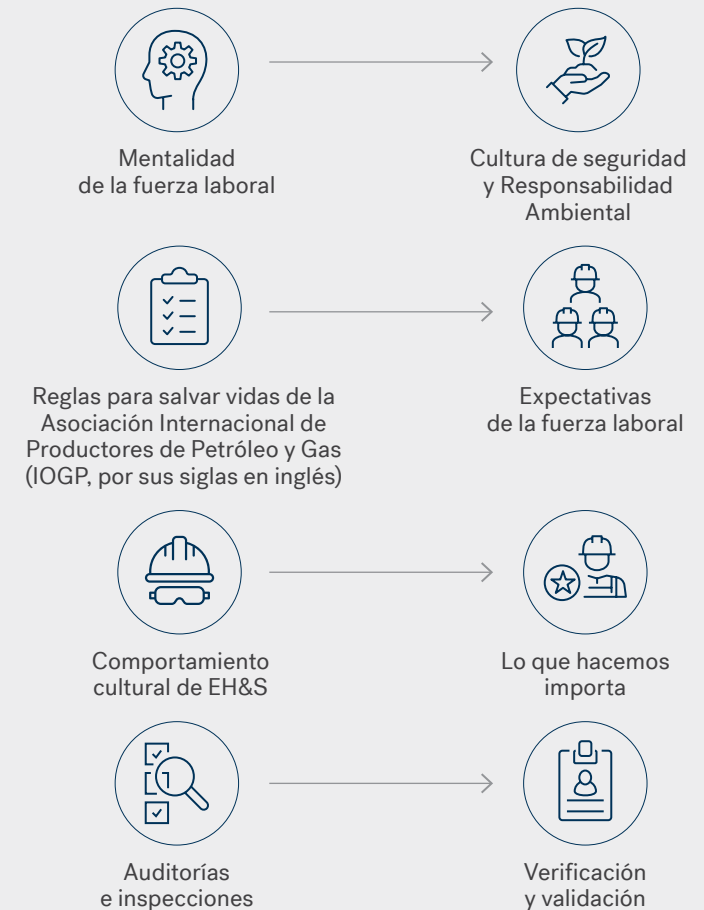 Mentalidad
de la fuerza laboral
Cultura de seguridad
y Responsabilidad
Ambiental
Reglas para salvar vidas de la
Asociación Internacional de
Productores de Petróleo y Gas
(IOGP, por sus siglas en inglés)
Expectativas
de la fuerza laboral
Comportamiento
cultural de EH&S
Lo que hacemos
importa
Auditorías
e inspecciones
Verificación
y validación